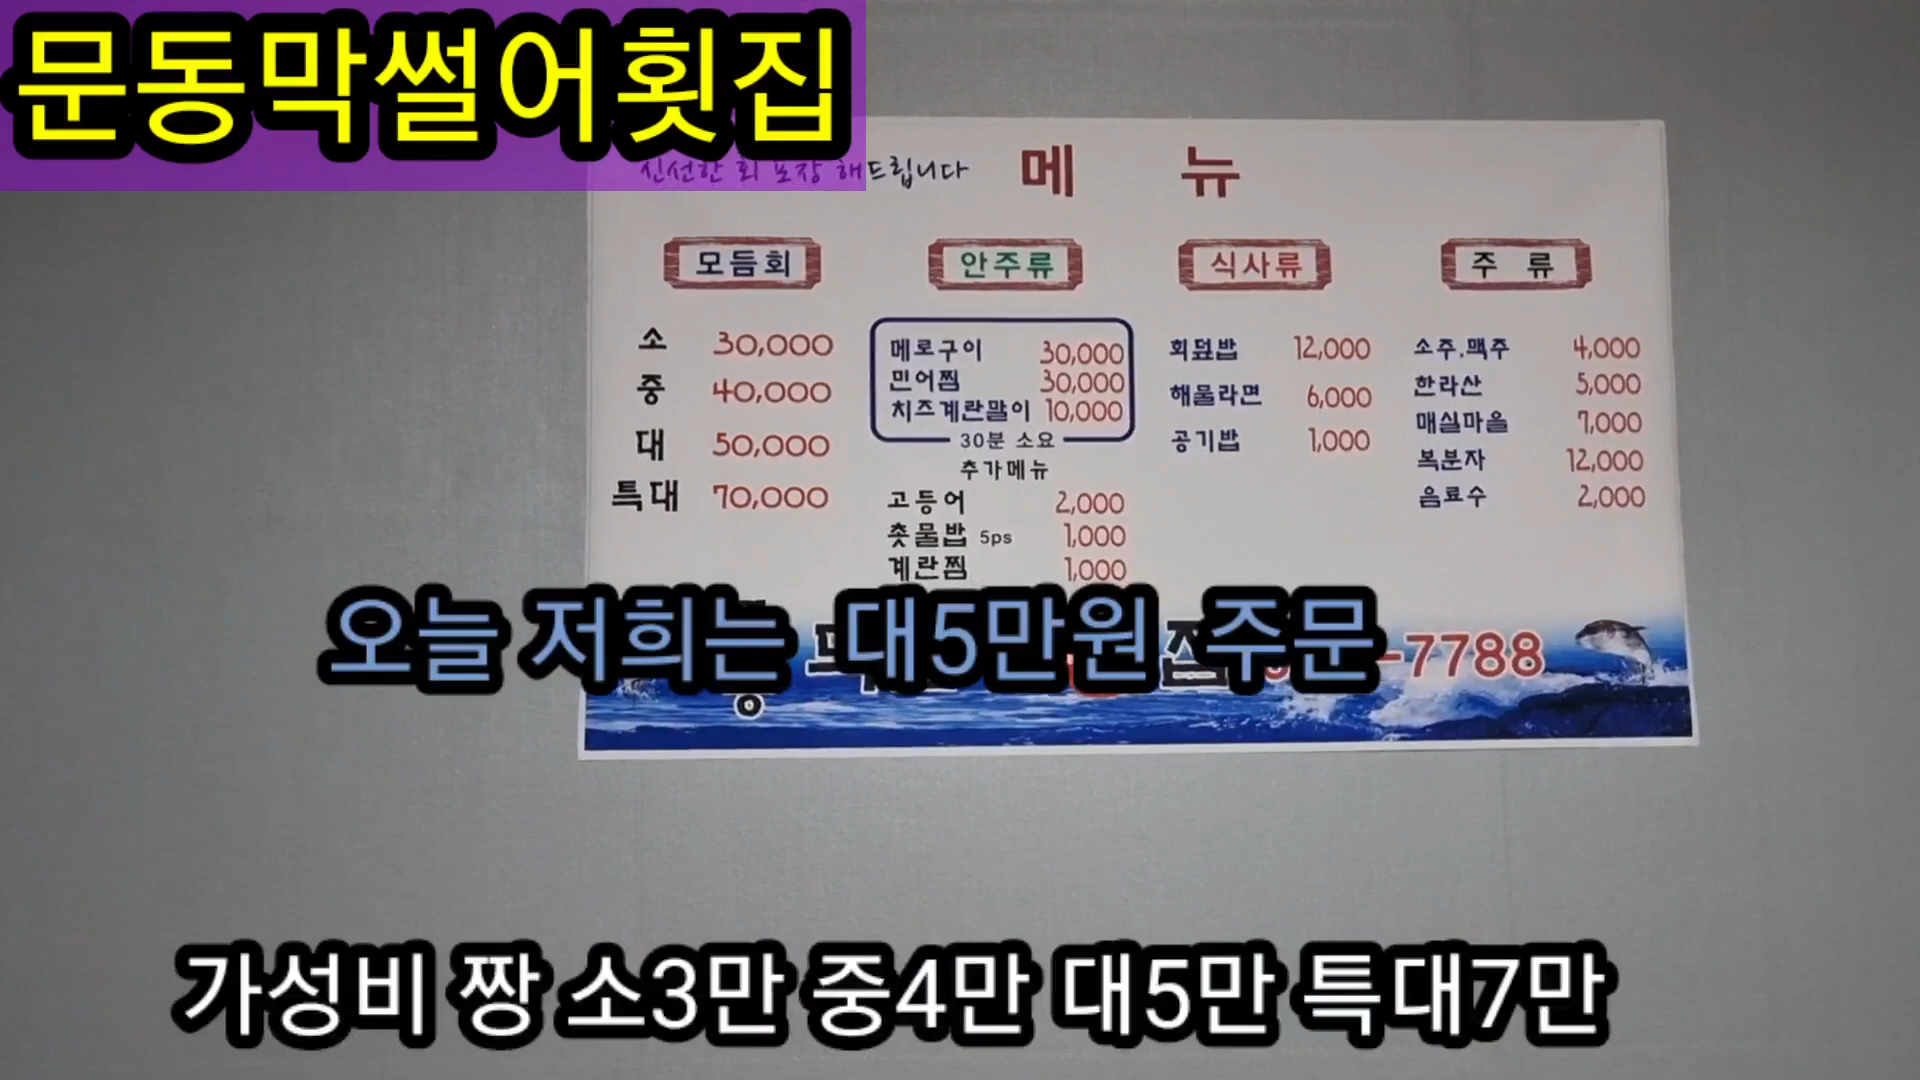 문동막썰어횟집
신선한 회 포장 해드립니다
메 뉴
모듬회
소 30,000
중 40,000
대 50,000
특대 70,000
안주류
메로구이 30,000
민어찜 30,000
치즈계란말이 10,000
30분 소요
추가메뉴
고등어 2,000
촛물밥 5ps 1,000
계란찜 1,000
식사류
회덮밥 12,000
해물라면 6,000
공기밥 1,000
주 류
소주.맥주 4,000
한라산 5,000
매실마을 7,000
복분자 12,000
음료수 2,000
오늘 저희는 대5만원 주문
집
-7788
가성비 짱 소3만 중4만 대5만 특대7만